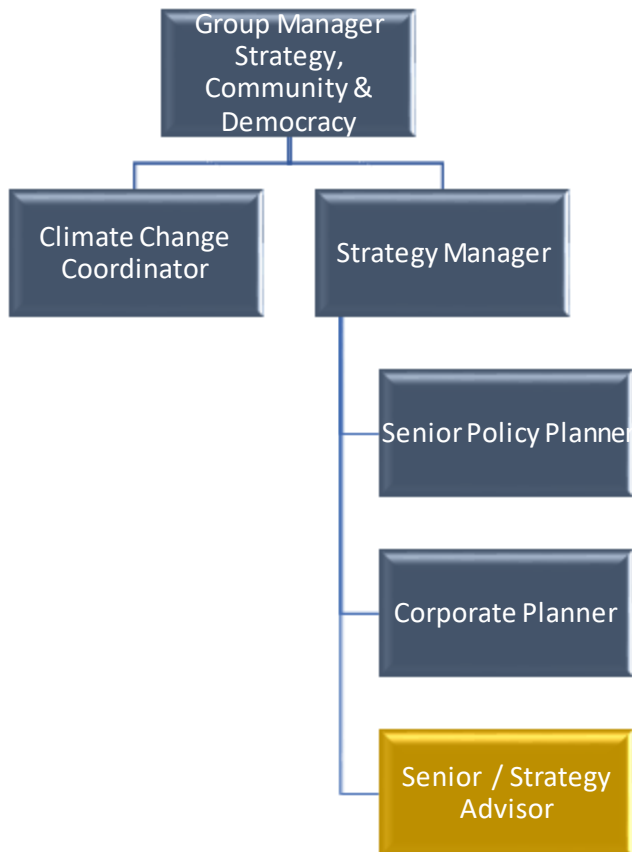 Group Manager
Strategy,
Community &
Democracy
Climate Change
Coordinator
Strategy Manager
Senior Policy Planner
Corporate Planner
Senior / Strategy
Advisor